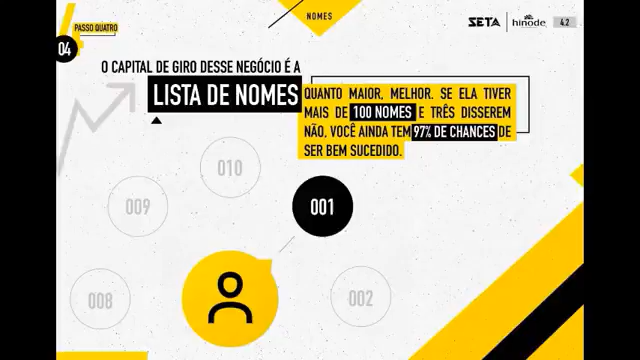 PASSO QUATRO
04
NOMES
SETA
hinode
4.2
O CAPITAL DE GIRO DESSE NEGÓCIO É A
LISTA DE NOMES
QUANTO MAIOR, MELHOR. SE ELA TIVER
MAIS DE 100 NOMES E TRÊS DISSEREM
NÃO, VOCÊ AINDA TEM 97% DE CHANCES DE
SER BEM SUCEDIDO.
010
009
001
008
002